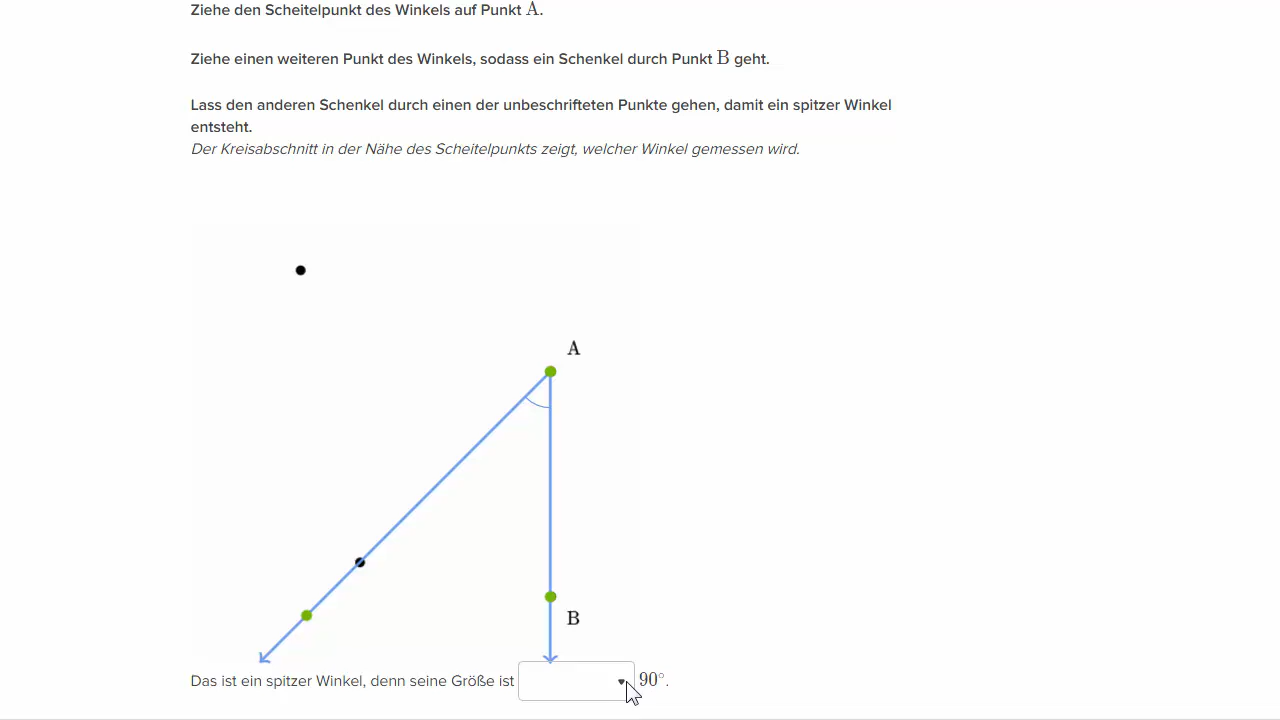 Ziehe den Scheitelpunkt des Winkels auf Punkt A.
Ziehe einen weiteren Punkt des Winkels, sodass ein Schenkel durch Punkt B geht.
Lass den anderen Schenkel durch einen der unbeschrifteten Punkte gehen, damit ein spitzer Winkel
entsteht.
Der Kreisabschnitt in der Nähe des Scheitelpunkts zeigt, welcher Winkel gemessen wird.
A
B
Das ist ein spitzer Winkel, denn seine Größe ist 90°.